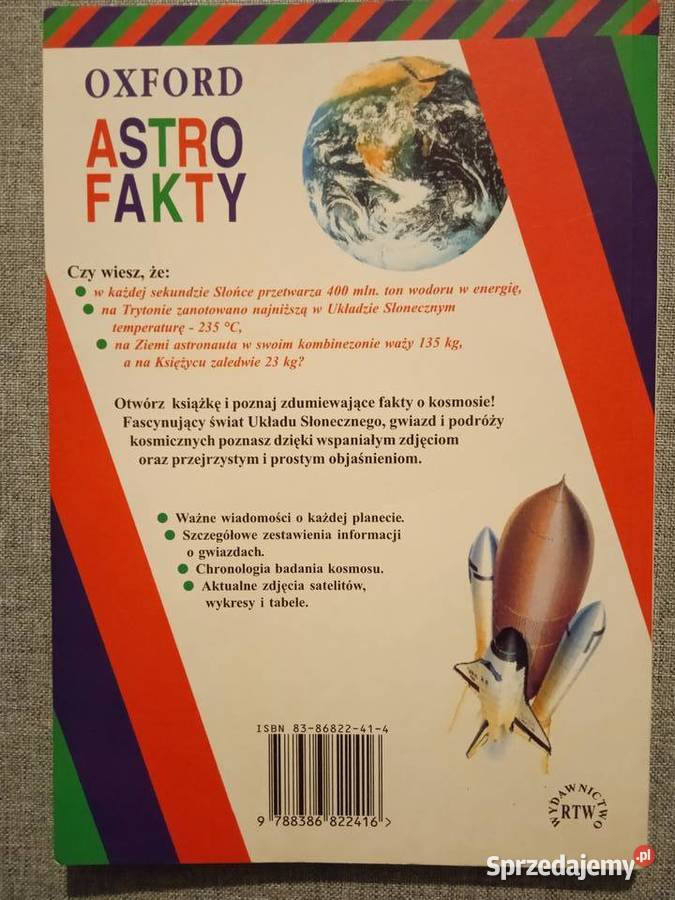 OXFORD
ASTRO
FAKTY
Czy wiesz, że:
w każdej sekundzie Słońce przetwarza 400 mln. ton wodoru w energię,
na Trytonie zanotowano najniższą w Układzie Słonecznym
temperaturę - 235 °C,
na Ziemi astronauta w swoim kombinezonie waży 135 kg,
a na Księżycu zaledwie 23 kg?
Otwórz książkę i poznaj zdumiewające fakty o kosmosie!
Fascynujący świat Układu Słonecznego, gwiazd i podróży
kosmicznych poznasz dzięki wspaniałym zdjęciom
oraz przejrzystym i prostym objaśnieniom.
Ważne wiadomości o każdej planecie.
Szczegółowe zestawienia informacji
o gwiazdach.
Chronologia badania kosmosu.
Aktualne zdjęcia satelitów,
wykresy i tabele.
ISBN 83-86822-41-4
9 788386 822416 >
WYDAWNICTWO
RTW
Sprzedajemy.pl